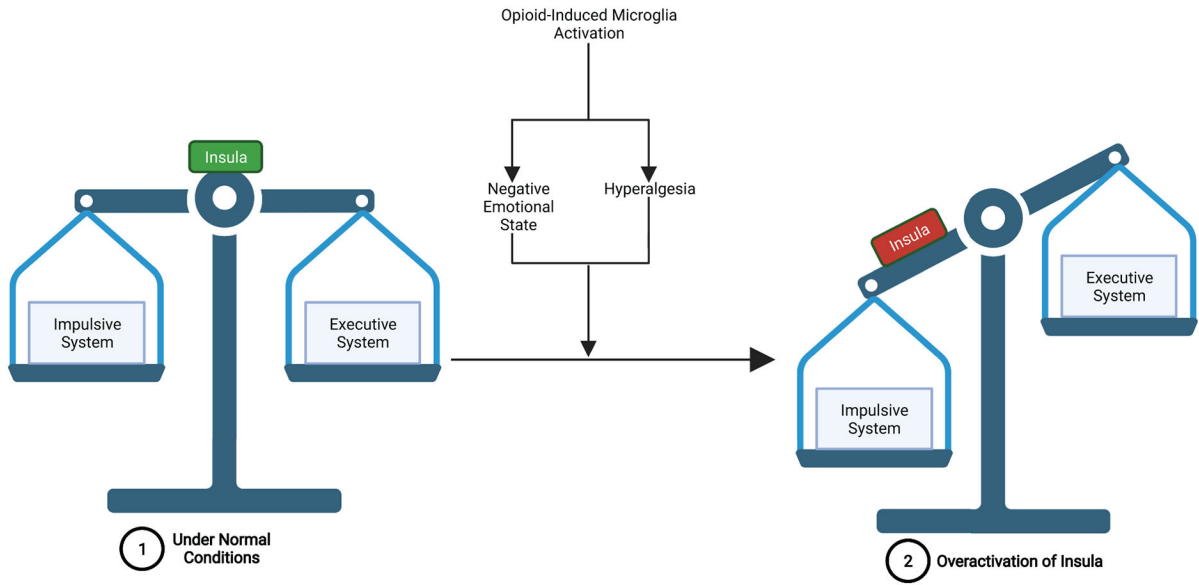 Opioid-Induced Microglia
Activation
Insula
Negative
Emotional
State
Hyperalgesia
Impulsive
System
Executive
System
1
Under Normal
Conditions
Insula
Executive
System
Impulsive
System
2
Overactivation of Insula